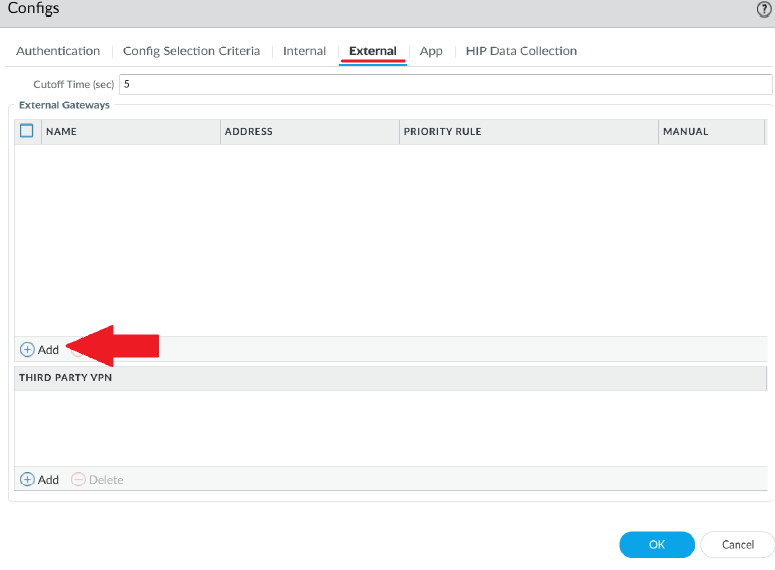 Configs
Authentication Config Selection Criteria Internal External App HIP Data Collection
Cutoff Time (sec) 5
External Gateways
NAME ADDRESS PRIORITY RULE MANUAL
Add
THIRD PARTY VPN
Add Delete
OK Cancel